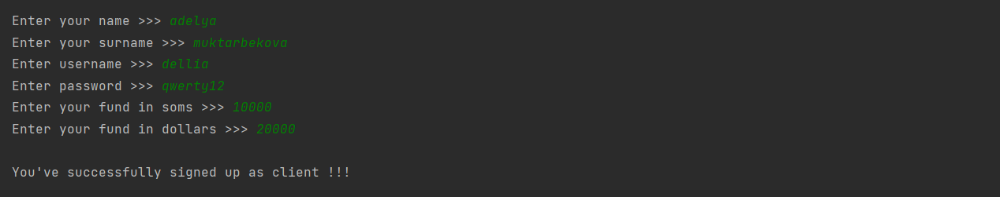 Enter your name >>> adelya
Enter your surname >>> muktarbekova
Enter username >>> dellia
Enter password >>> qwerty12
Enter your fund in soms >>> 10000
Enter your fund in dollars >>> 20000
You've successfully signed up as client !!!